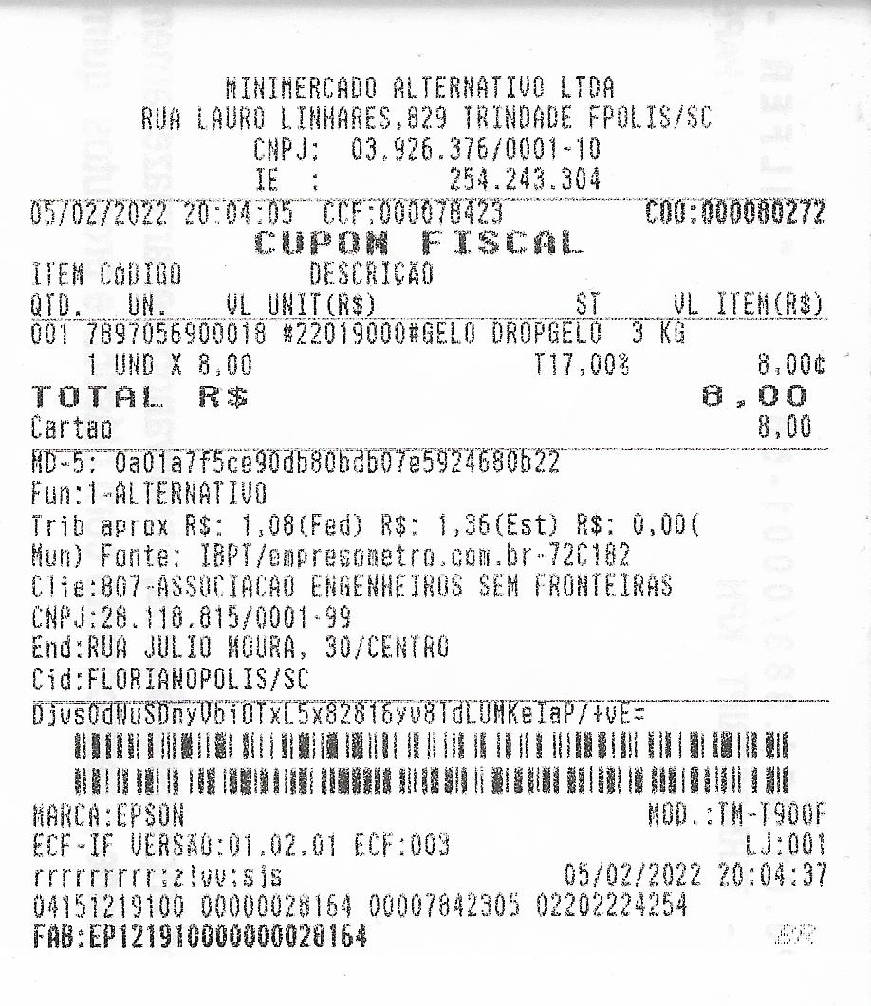 MINIMERCADO ALTERNATIVO LTDA
RUA LAURO LINHARES,829 TRINDADE FPOLIS/SC
CNPJ: 03.926.376/0001-10
IE : 254.243.304
05/02/2022 20:04:05 CCF:000078423 COO:000080272
CUPOM FISCAL
ITEM CÓDIGO DESCRIÇÃO
QTD. UN. VL UNIT(R$) ST VL ITEM(R$)
001 7897056900018 #22019000#GELO DROPGELO 3 KG
1 UND X 8,00 T17,00% 8,00¢
TOTAL R$ 8,00
Cartao 8,00
MD-5: 0a01a7f5ce90db80bdb07e5924680b22
Fun:1-ALTERNATIVO
Trib aprox R$: 1,08(Fed) R$: 1,36(Est) R$: 0,00(
Mun) Fonte: IBPT/empresometro.com.br-72C182
Clie:807-ASSOCIACAO ENGENHEIROS SEM FRONTEIRAS
CNPJ:28.118.815/0001-99
End:RUA JULIO MOURA, 30/CENTRO
Cid:FLORIANOPOLIS/SC
MARCA:EPSON MOD.:TM-T900F
ECF-IF VERSÃO:01.02.01 ECF:003 LJ:001
rrrrrrrrr:z!vv:sjs 05/02/2022 20:04:37
04151219100 00000028164 00007842305 02202224254
FAB:EP121910000000028164 BR